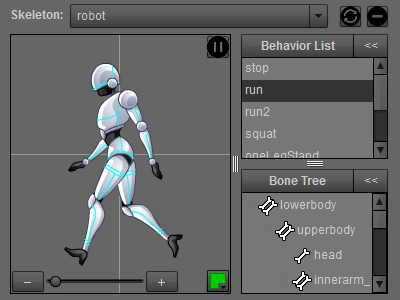 Skeleton: robot
Behavior List <<
stop
run
run2
squat
oneLegStand
Bone Tree <<
lowerbody
upperbody
head
innerarm_